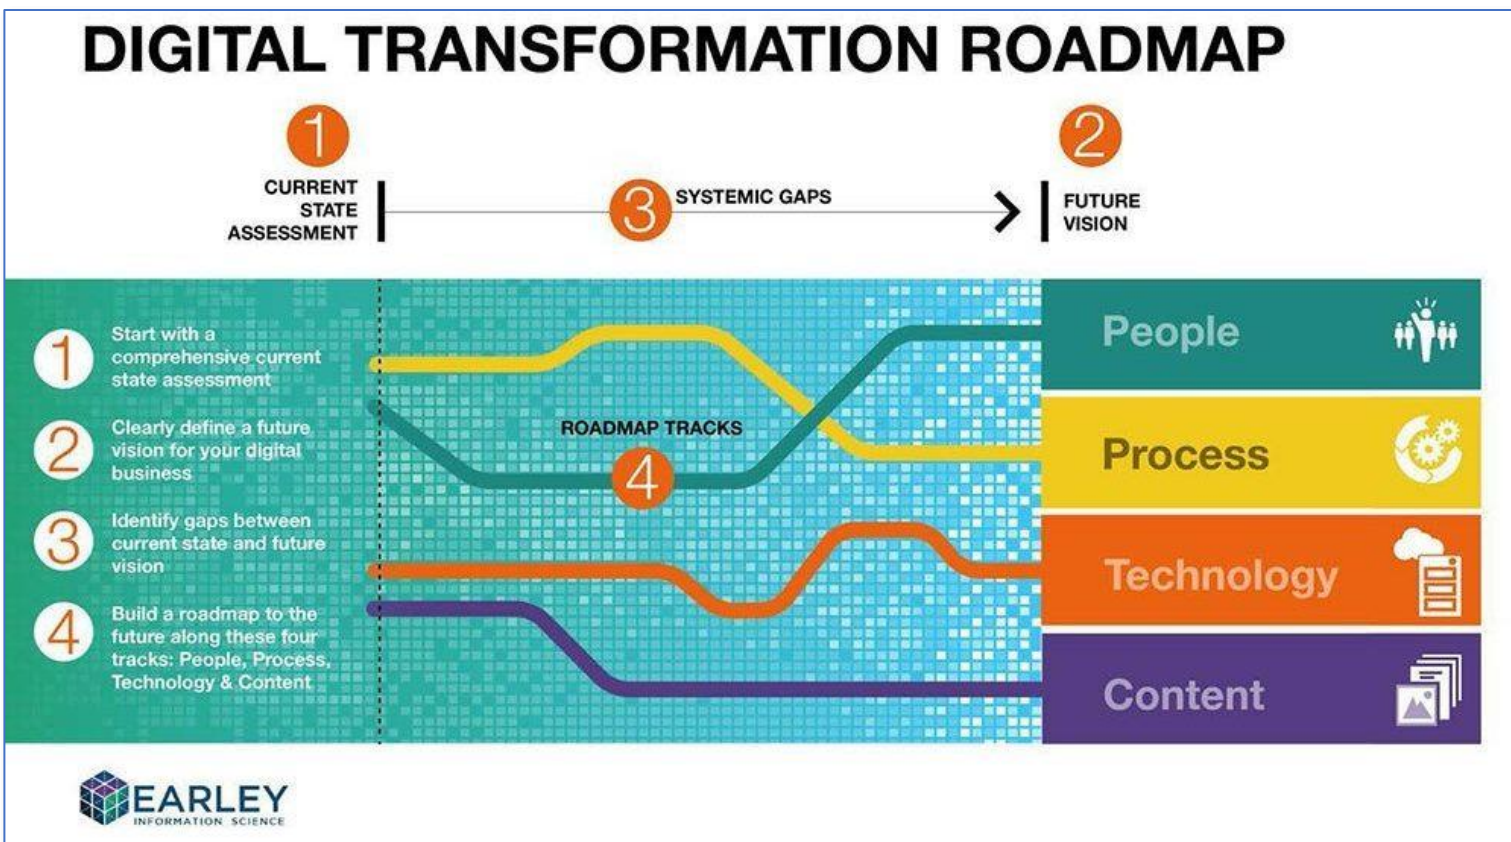 DIGITAL TRANSFORMATION ROADMAP
1
CURRENT
STATE
ASSESSMENT
3
SYSTEMIC GAPS
2
FUTURE
VISION
1
Start with a
comprehensive current
state assessment
2
Clearly define a future
vision for your digital
business
3
Identify gaps between
current state and future
vision
4
Build a roadmap to the
future along these four
tracks: People, Process,
Technology & Content
ROADMAP TRACKS
4
People
Process
Technology
Content
EARLEY
INFORMATION SCIENCE